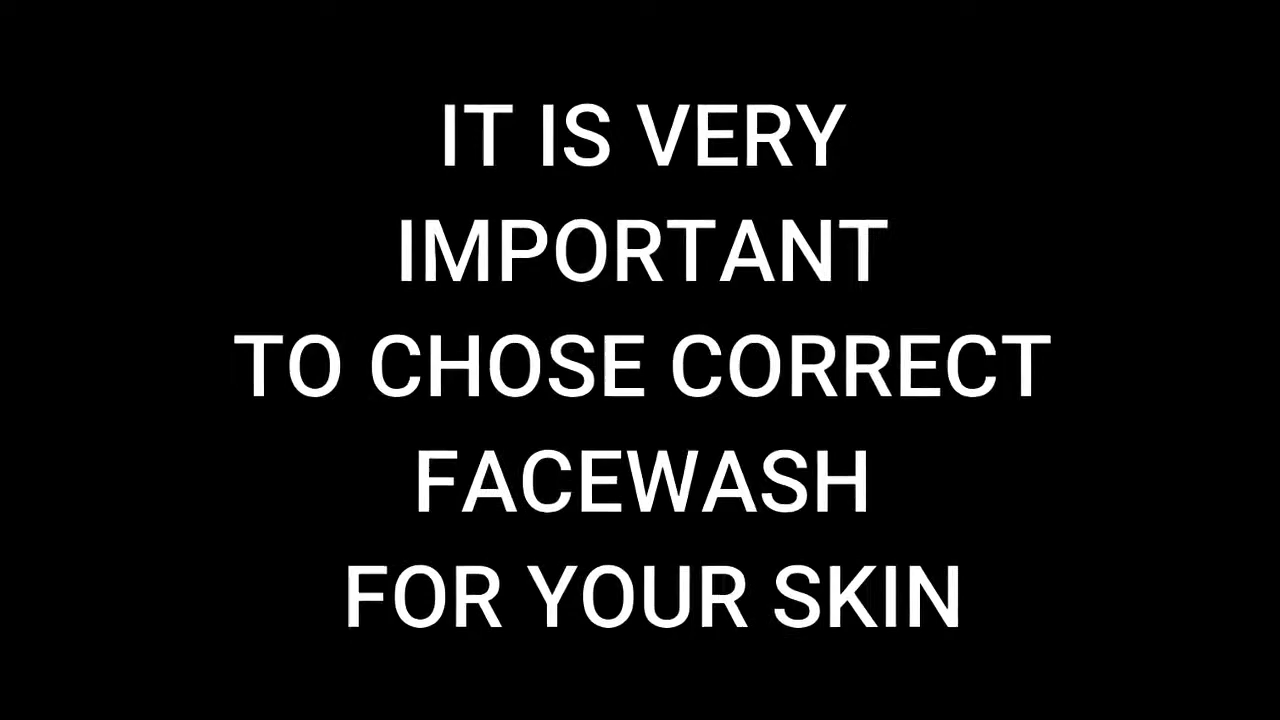 IT IS VERY
IMPORTANT
TO CHOSE CORRECT
FACEWASH
FOR YOUR SKIN